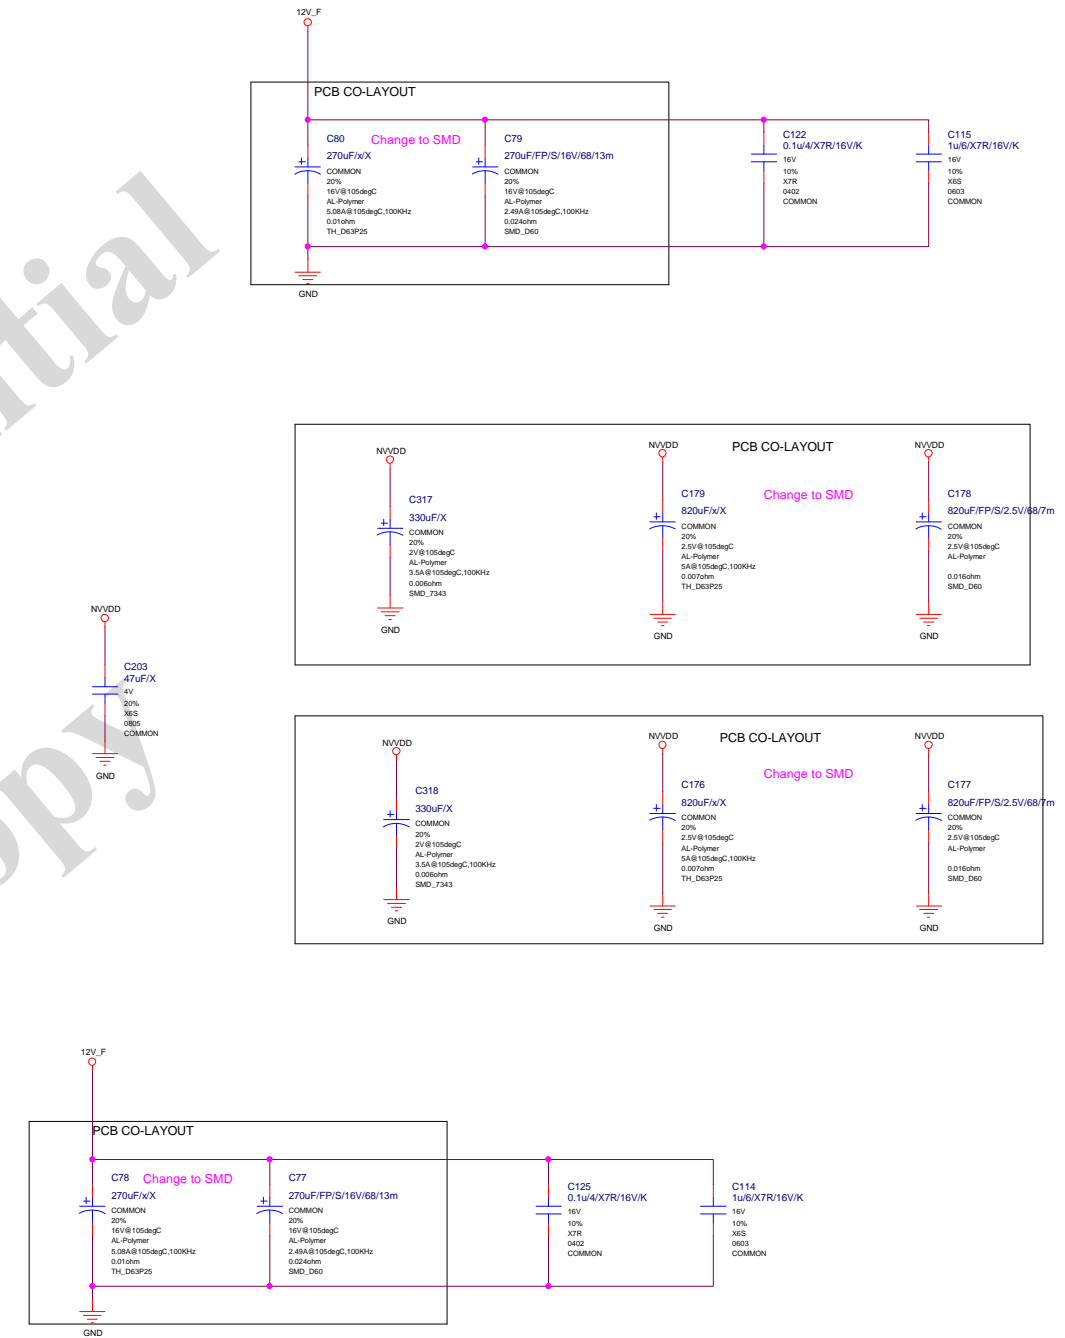 12V_F
PCB CO-LAYOUT
C80
270uF/x/X
COMMON
20%
16V@105degC
AL-Polymer
5.08A@105degC,100KHz
0.01ohm
TH_D63P25
Change to SMD
C79
270uF/FP/S/16V/68/13m
COMMON
20%
16V@105degC
AL-Polymer
2.49A@105degC,100KHz
0.024ohm
SMD_D60
C122
0.1u/4/X7R/16V/K
16V
10%
X7R
0402
COMMON
C115
1u/6/X7R/16V/K
16V
10%
X6S
0603
COMMON
GND
ntial
NVVDD
C317
330uF/X
COMMON
20%
2V@105degC
AL-Polymer
3.5A@105degC,100KHz
0.006ohm
SMD_7343
GND
NVVDD
PCB CO-LAYOUT
C179
820uF/x/X
COMMON
20%
2.5V@105degC
AL-Polymer
5A@105degC,100KHz
0.007ohm
TH_D63P25
GND
Change to SMD
NVVDD
C178
820uF/FP/S/2.5V/68/7m
COMMON
20%
2.5V@105degC
AL-Polymer
0.016ohm
SMD_D60
GND
NVVDD
C203
47uF/X
4V
20%
X6S
0805
COMMON
GND
opy
NVVDD
C318
330uF/X
COMMON
20%
2V@105degC
AL-Polymer
3.5A@105degC,100KHz
0.006ohm
SMD_7343
GND
NVVDD
PCB CO-LAYOUT
C176
820uF/x/X
COMMON
20%
2.5V@105degC
AL-Polymer
5A@105degC,100KHz
0.007ohm
TH_D63P25
GND
Change to SMD
NVVDD
C177
820uF/FP/S/2.5V/68/7m
COMMON
20%
2.5V@105degC
AL-Polymer
0.016ohm
SMD_D60
GND
12V_F
PCB CO-LAYOUT
C78
270uF/x/X
COMMON
20%
16V@105degC
AL-Polymer
5.08A@105degC,100KHz
0.01ohm
TH_D63P25
Change to SMD
C77
270uF/FP/S/16V/68/13m
COMMON
20%
16V@105degC
AL-Polymer
2.49A@105degC,100KHz
0.024ohm
SMD_D60
C125
0.1u/4/X7R/16V/K
16V
10%
X7R
0402
COMMON
C114
1u/6/X7R/16V/K
16V
10%
X6S
0603
COMMON
GND